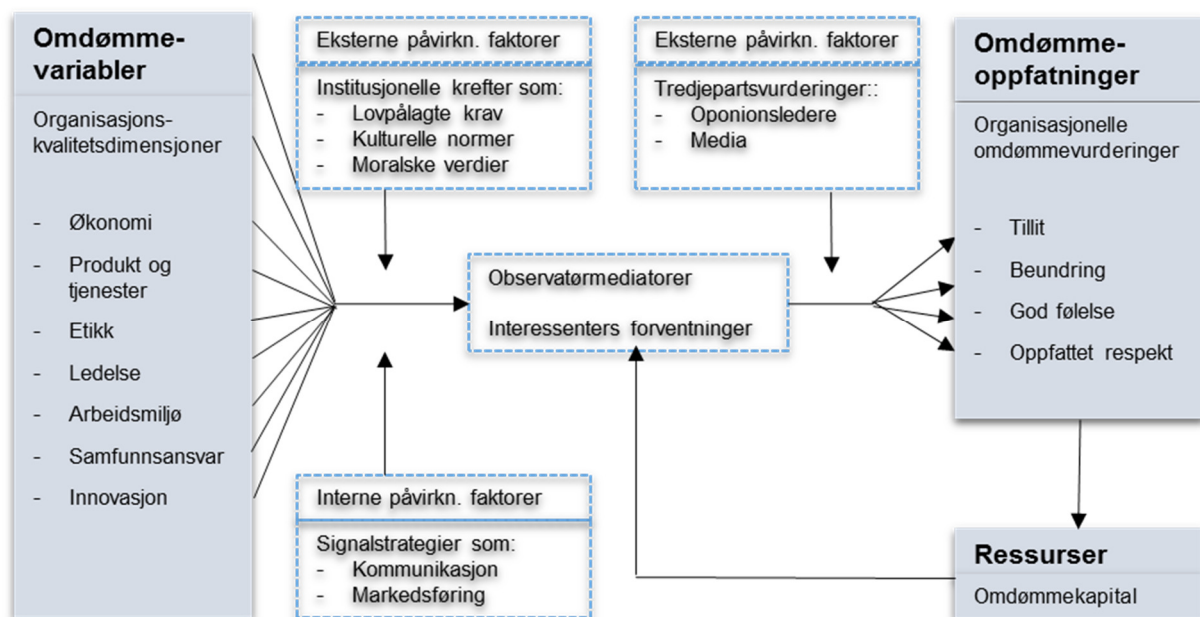 Omdømme-
variabler
Organisasjons-
kvalitetsdimensjoner
- Økonomi
- Produkt og
tjenester
- Etikk
- Ledelse
- Arbeidsmiljø
- Samfunnsansvar
- Innovasjon
Eksterne påvirkn. faktorer
Institusjonelle krefter som:
- Lovpålagte krav
- Kulturelle normer
- Moralske verdier
Interne påvirkn. faktorer
Signalstrategier som:
- Kommunikasjon
- Markedsføring
Observatørmediatorer
Interessenters forventninger
Eksterne påvirkn. faktorer
Tredjepartsvurderinger::
- Oponionsledere
- Media
Omdømme-
oppfatninger
Organisasjonelle
omdømmevurderinger
- Tillit
- Beundring
- God følelse
- Oppfattet respekt
Ressurser
Omdømmekapital